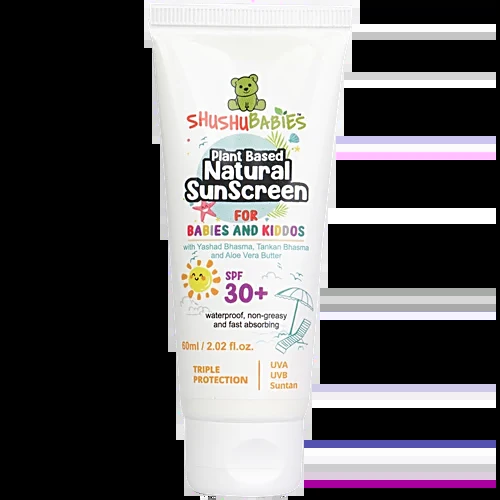 SHUSHUBABIES
Plant Based
Natural
SunScreen
FOR
BABIES AND KIDDOS
with Yashad Bhasma, Tankan Bhasma
and Aloe Vera Butter
SPF
30+
waterproof, non-greasy
and fast absorbing
60ml / 2.02 fl.oz.
TRIPLE
PROTECTION
UVA
UVB
Suntan